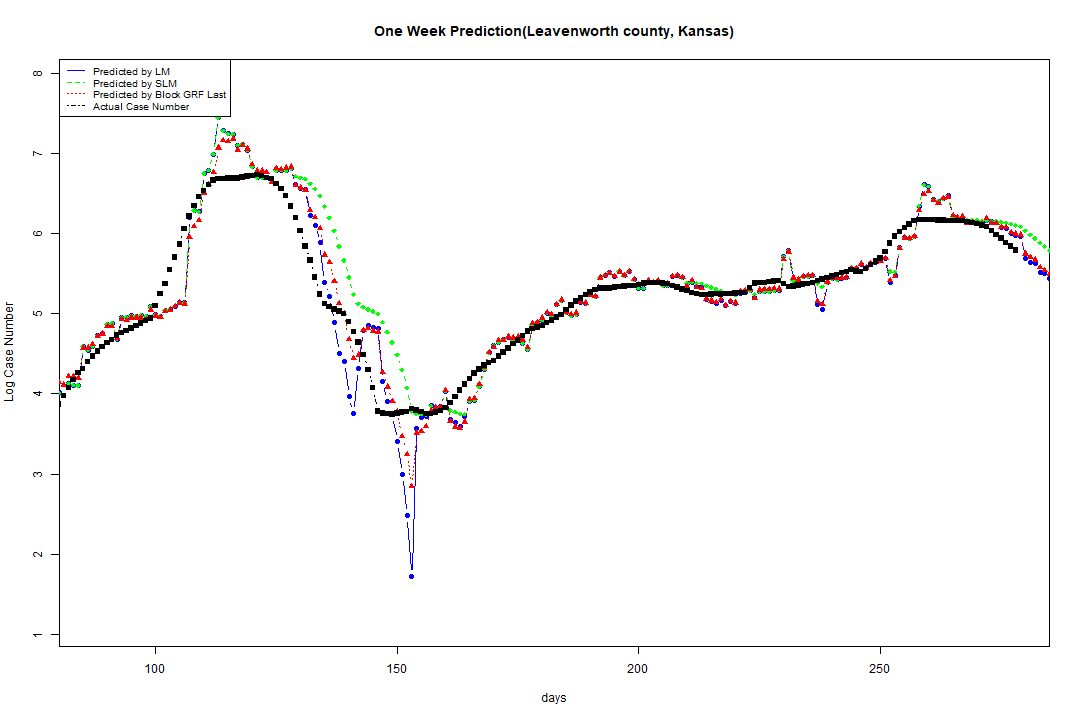 One Week Prediction(Leavenworth county, Kansas)
Predicted by LM
Predicted by SLM
Predicted by Block GRF Last
Actual Case Number
8
7
6
5
4
3
2
1
Log Case Number
100
150
200
250
days